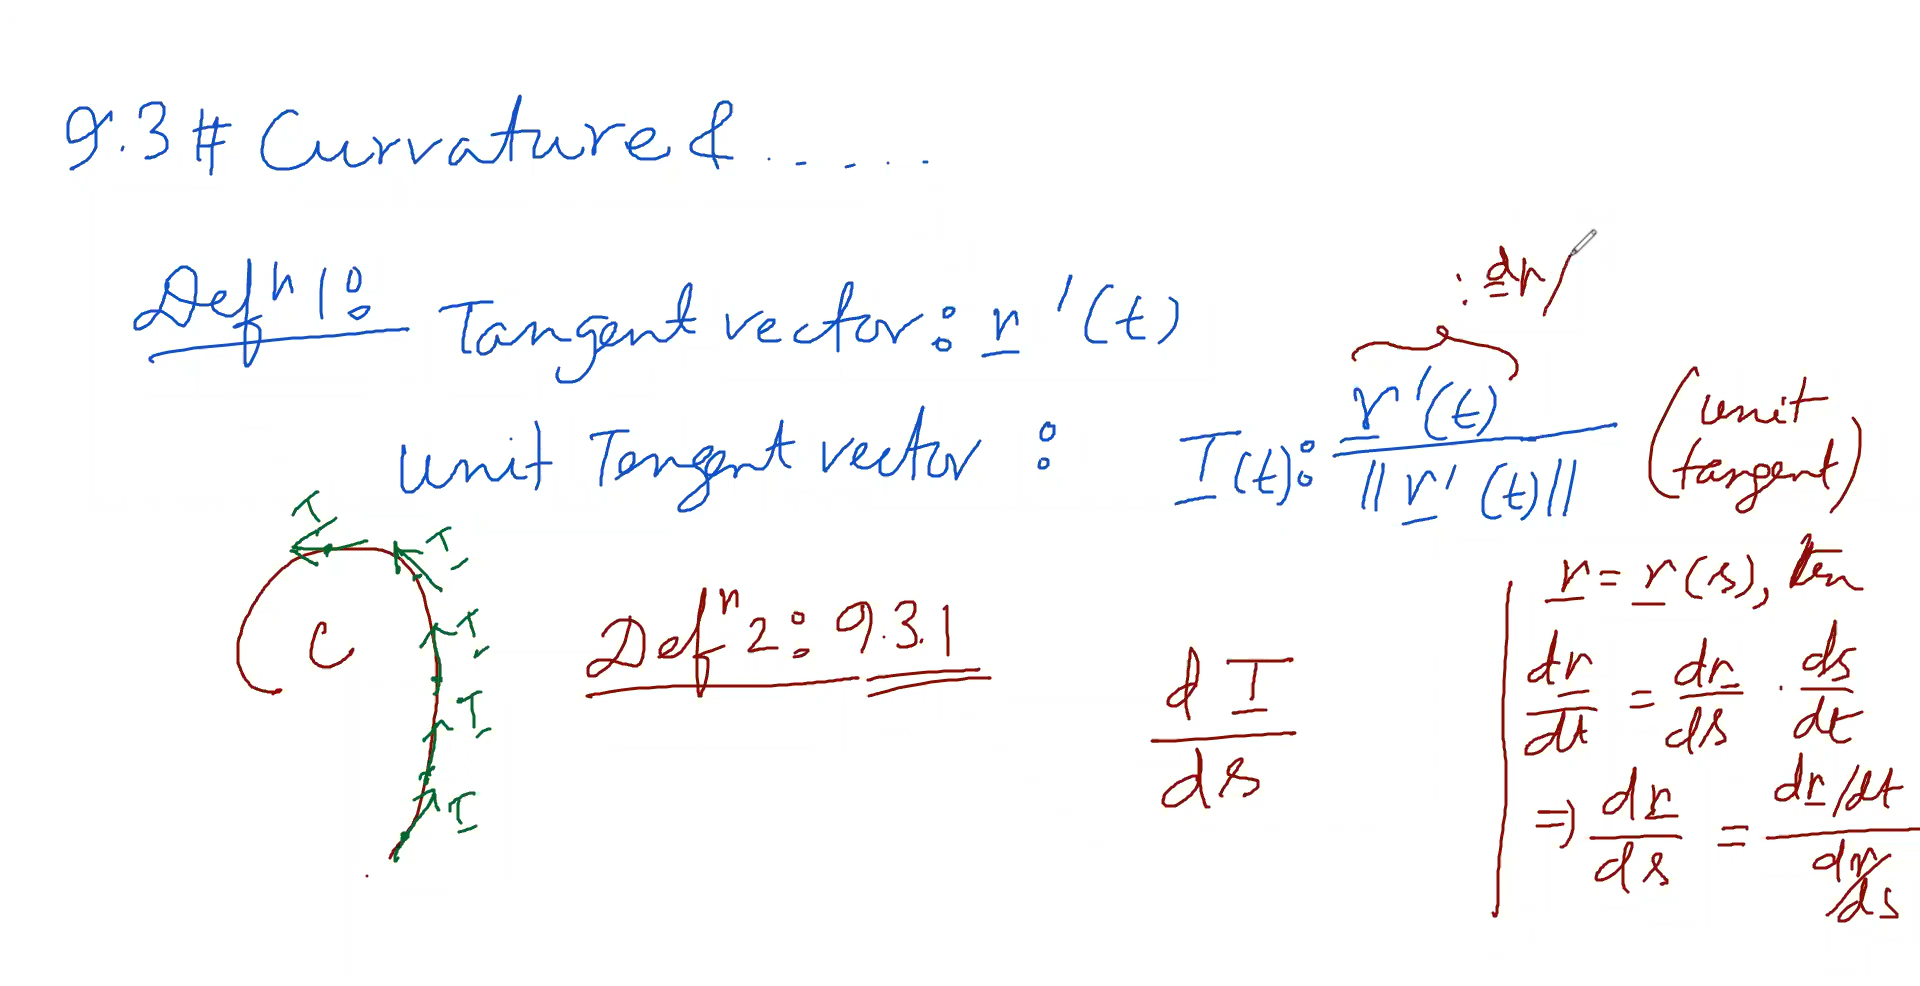 9.3 # Curvature & .....
Defⁿ 1: Tangent vector: r'(t)
: dr/
unit Tangent vector : T(t): r'(t) / ||r'(t)|| (unit tangent)
T
T
T
T
T
C
Defⁿ 2: 9.3.1
dT/ds
r = r(s), then
dr/dt = dr/ds · ds/dt
⇒ dr/ds = (dr/dt)/(dr/ds)